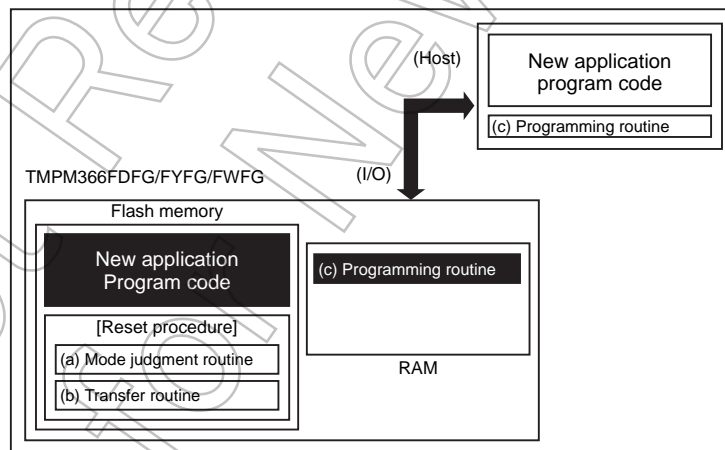 (Host)
New application
program code
(c) Programming routine
TMPM366FDFG/FYFG/FWFG
(I/O)
Flash memory
New application
Program code
(c) Programming routine
[Reset procedure]
(a) Mode judgment routine
(b) Transfer routine
RAM